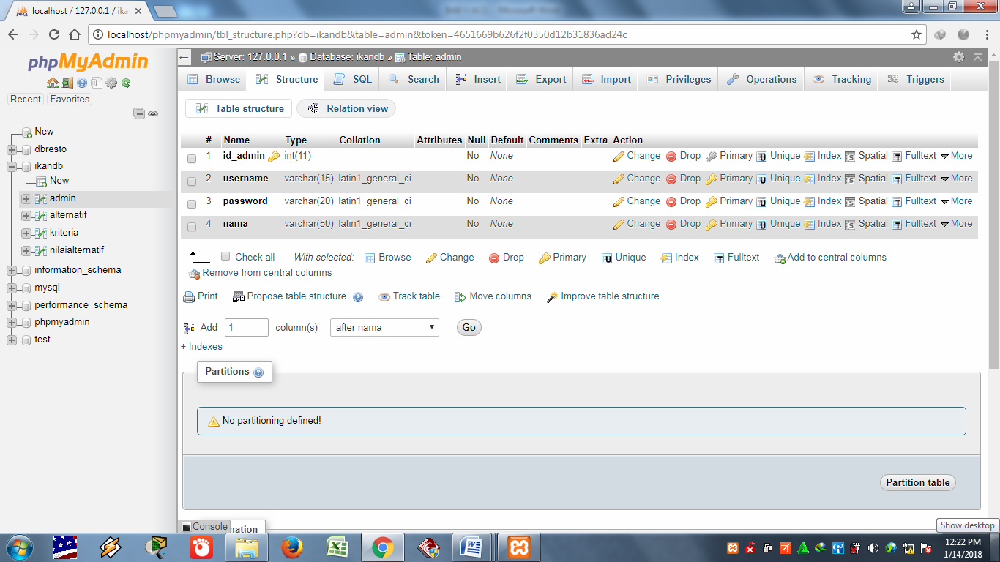 localhost / 127.0.0.1 / ika
localhost/phpmyadmin/tbl_structure.php?db=ikandb&table=admin&token=4651669b626f2f0350d12b31836ad24c
phpMyAdmin
Recent Favorites
New
dbresto
ikandb
New
admin
alternatif
kriteria
nilaialternatif
information_schema
mysql
performance_schema
phpmyadmin
test
Server: 127.0.0.1 » Database: ikandb » Table: admin
Browse Structure SQL Search Insert Export Import Privileges Operations Tracking Triggers
Table structure Relation view
# Name Type Collation Attributes Null Default Comments Extra Action
1 id_admin int(11) No None Change Drop Primary Unique Index Spatial Fulltext More
2 username varchar(15) latin1_general_ci No None Change Drop Primary Unique Index Spatial Fulltext More
3 password varchar(20) latin1_general_ci No None Change Drop Primary Unique Index Spatial Fulltext More
4 nama varchar(50) latin1_general_ci No None Change Drop Primary Unique Index Spatial Fulltext More
Check all With selected: Browse Change Drop Primary Unique Index Fulltext Add to central columns
Remove from central columns
Print Propose table structure Track table Move columns Improve table structure
Add 1 column(s) after nama Go
+ Indexes
Partitions
No partitioning defined!
Partition table
Console mation
Show desktop
12:22 PM
1/14/2018